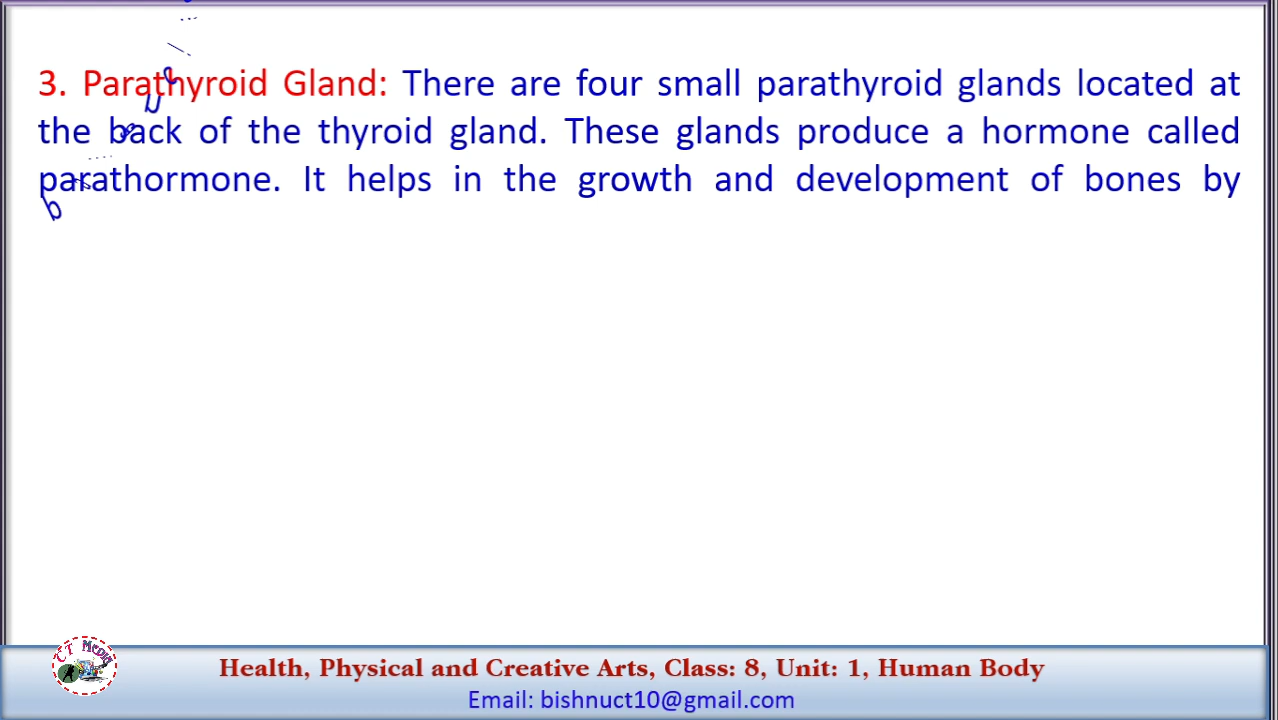 3. Parathyroid Gland: There are four small parathyroid glands located at
the back of the thyroid gland. These glands produce a hormone called
parathormone. It helps in the growth and development of bones by
b
CT Media
Health, Physical and Creative Arts, Class: 8, Unit: 1, Human Body
Email: bishnuct10@gmail.com